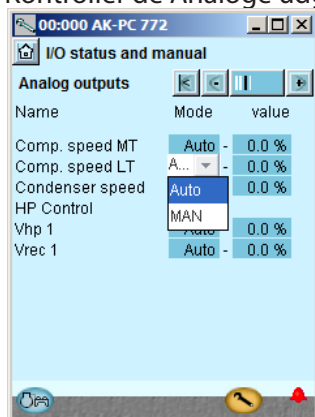 Kontroller de Analoge udg
00:000 AK-PC 772
I/O status and manual
Analog outputs
Name Mode value
Comp. speed MT Auto - 0.0 %
Comp. speed LT A... - 0.0 %
Condenser speed Auto 0.0 %
HP Control MAN
Vhp 1 - 0.0 %
Vrec 1 Auto - 0.0 %